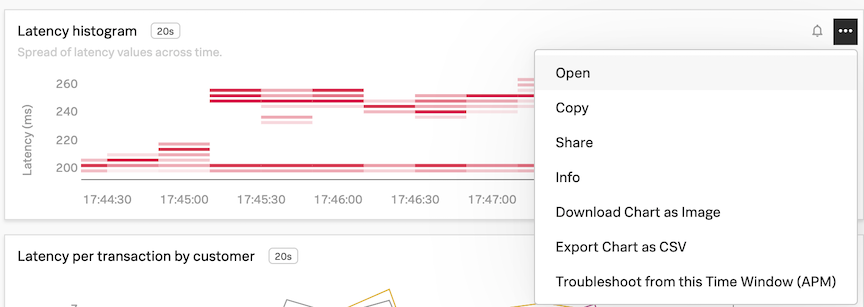 Latency histogram 20s
Spread of latency values across time.
Open
Copy
Share
Info
Download Chart as Image
Export Chart as CSV
Troubleshoot from this Time Window (APM)
Latency (ms)
260
240
220
200
17:44:30 17:45:00 17:45:30 17:46:00 17:46:30 17:47:00
Latency per transaction by customer 20s